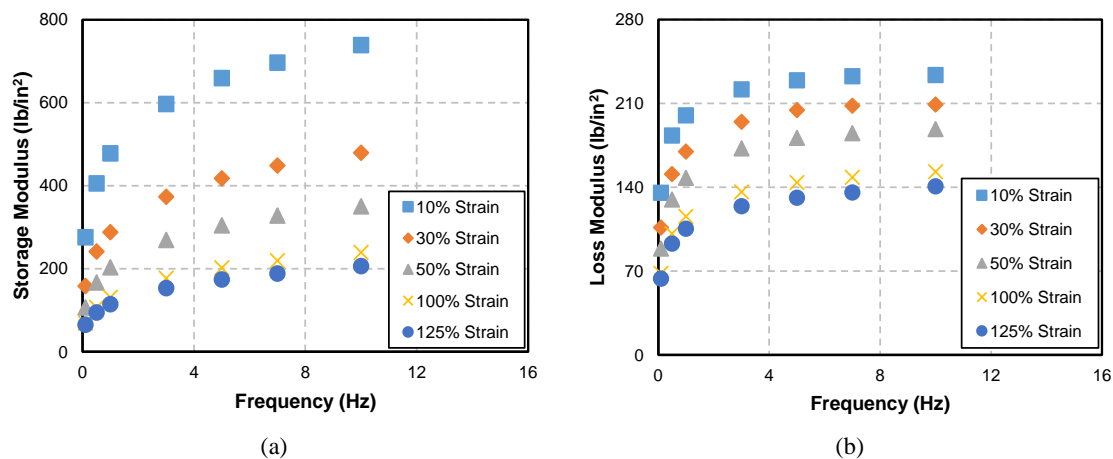 800
600
400
200
0
Storage Modulus (lb/in²)
10% Strain
30% Strain
50% Strain
100% Strain
125% Strain
0 4 8 12 16
Frequency (Hz)
(a)
280
210
140
70
0
Loss Modulus (lb/in²)
10% Strain
30% Strain
50% Strain
100% Strain
125% Strain
0 4 8 12 16
Frequency (Hz)
(b)